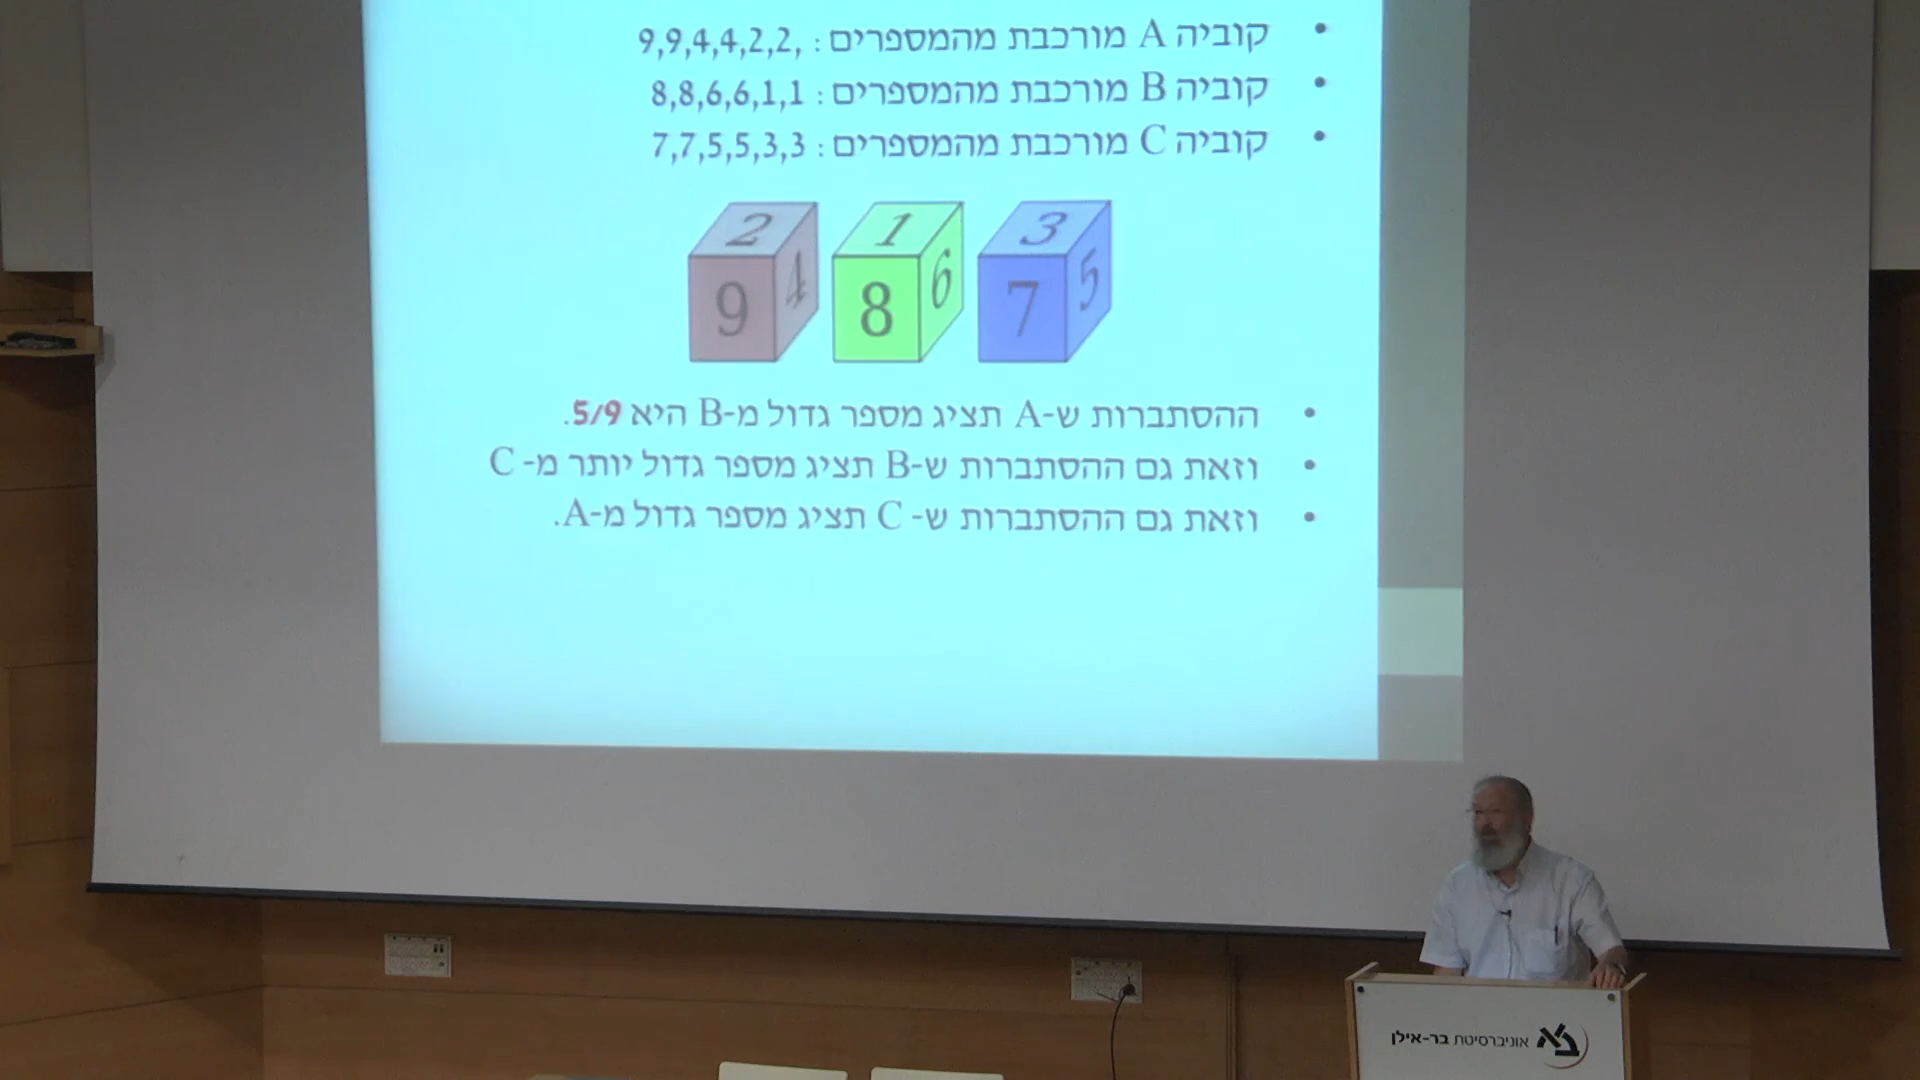 קוביה A מורכבת מהמספרים : 9,9,4,4,2,2,
קוביה B מורכבת מהמספרים : 8,8,6,6,1,1
קוביה C מורכבת מהמספרים : 7,7,5,5,3,3
2 1 3
9 4 8 6 7 5
ההסתברות ש-A תציג מספר גדול מ-B היא 5/9.
וזאת גם ההסתברות ש-B תציג מספר גדול יותר מ- C
וזאת גם ההסתברות ש- C תציג מספר גדול מ-A.
אוניברסיטת בר-אילן